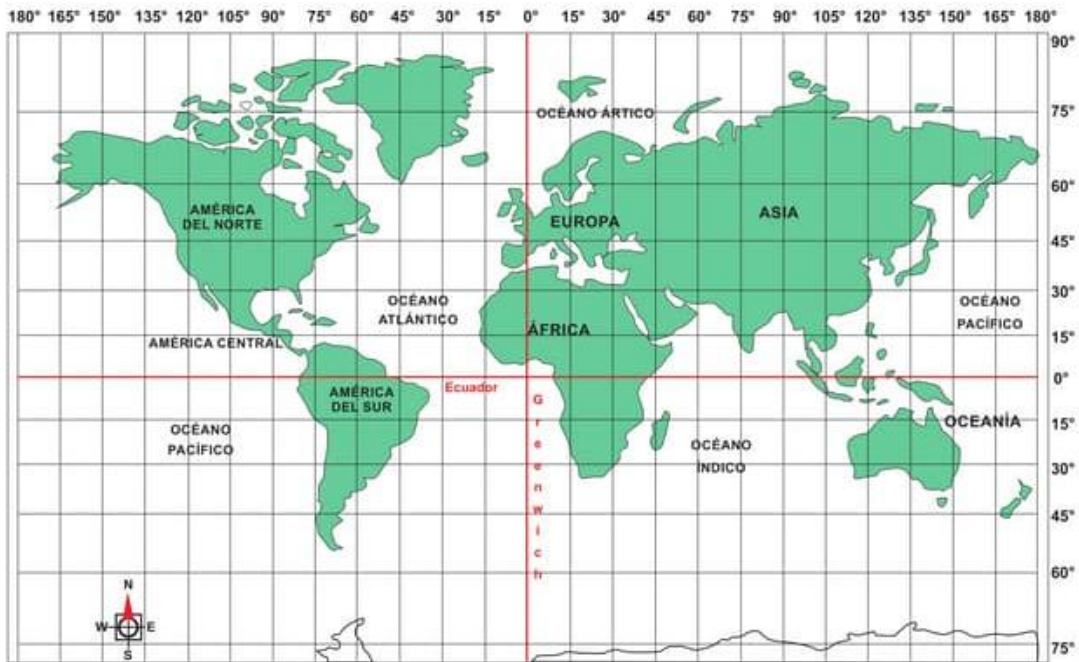 180° 165° 150° 135° 120° 105° 90° 75° 60° 45° 30° 15° 0° 15° 30° 45° 60° 75° 90° 105° 120° 135° 150° 165° 180°
90°
75°
60°
45°
30°
15°
0°
15°
30°
45°
60°
75°
OCÉANO ÁRTICO
AMÉRICA
DEL NORTE
EUROPA
ASIA
OCÉANO
ATLÁNTICO
OCÉANO
PACÍFICO
ÁFRICA
AMÉRICA CENTRAL
Ecuador
AMÉRICA
DEL SUR
Greenwich
OCEANÍA
OCÉANO
PACÍFICO
OCÉANO
ÍNDICO
N
W E
S